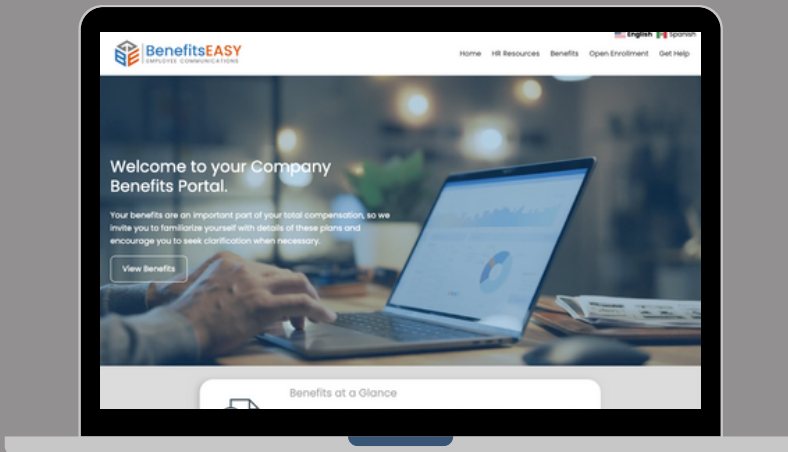 English Spanish
BenefitsEASY
EMPLOYEE COMMUNICATIONS
Home HR Resources Benefits Open Enrollment Get Help
Welcome to your Company
Benefits Portal.
Your benefits are an important part of your total compensation, so we
invite you to familiarize yourself with details of these plans and
encourage you to seek clarification when necessary.
View Benefits
Benefits at a Glance